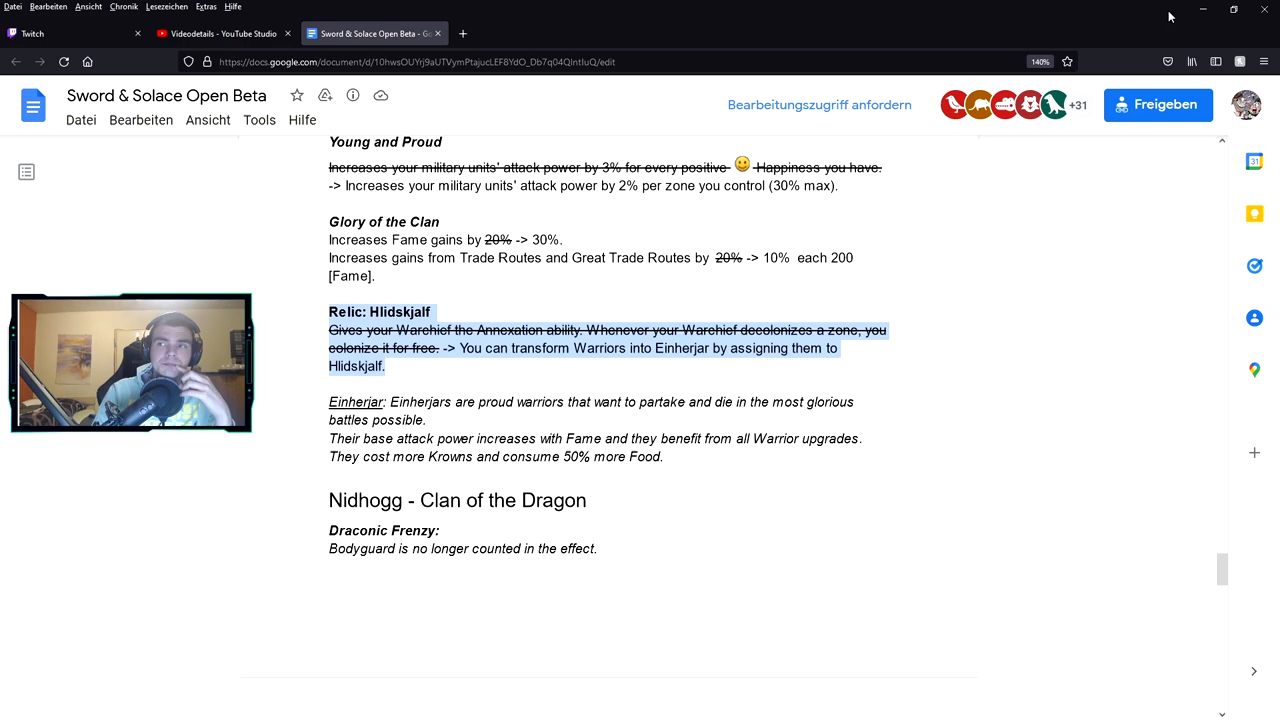 Datei Bearbeiten Ansicht Chronik Lesezeichen Extras Hilfe
Twitch
Videodetails - YouTube Studio
Sword & Solace Open Beta - Go
https://docs.google.com/document/d/10hwsOUYrj9aUTVymPtajucLEF8YdO_Db7q04QlntIuQ/edit
140%
Sword & Solace Open Beta
Datei Bearbeiten Ansicht Tools Hilfe
Bearbeitungszugriff anfordern
+31
Freigeben
31
Young and Proud
Increases your military units' attack power by 3% for every positive 😃 Happiness you have.
-> Increases your military units' attack power by 2% per zone you control (30% max).
Glory of the Clan
Increases Fame gains by 20% -> 30%.
Increases gains from Trade Routes and Great Trade Routes by 20% -> 10% each 200
[Fame].
Relic: Hlidskjalf
Gives your Warchief the Annexation ability. Whenever your Warchief decolonizes a zone, you
colonize it for free. -> You can transform Warriors into Einherjar by assigning them to
Hlidskjalf.
Einherjar: Einherjars are proud warriors that want to partake and die in the most glorious
battles possible.
Their base attack power increases with Fame and they benefit from all Warrior upgrades.
They cost more Krowns and consume 50% more Food.
Nidhogg - Clan of the Dragon
Draconic Frenzy:
Bodyguard is no longer counted in the effect.